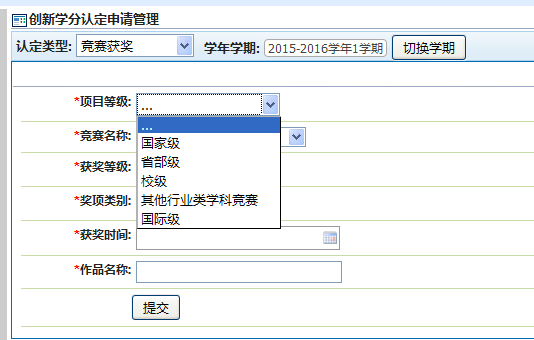 创新学分认定申请管理
认定类型: 竞赛获奖 学年学期: 2015-2016学年1学期 切换学期
*项目等级: ...
...
*竞赛名称:
国家级
省部级
*获奖等级:
校级
*奖项类别: 其他行业类学科竞赛
国际级
*获奖时间:
*作品名称:
提交